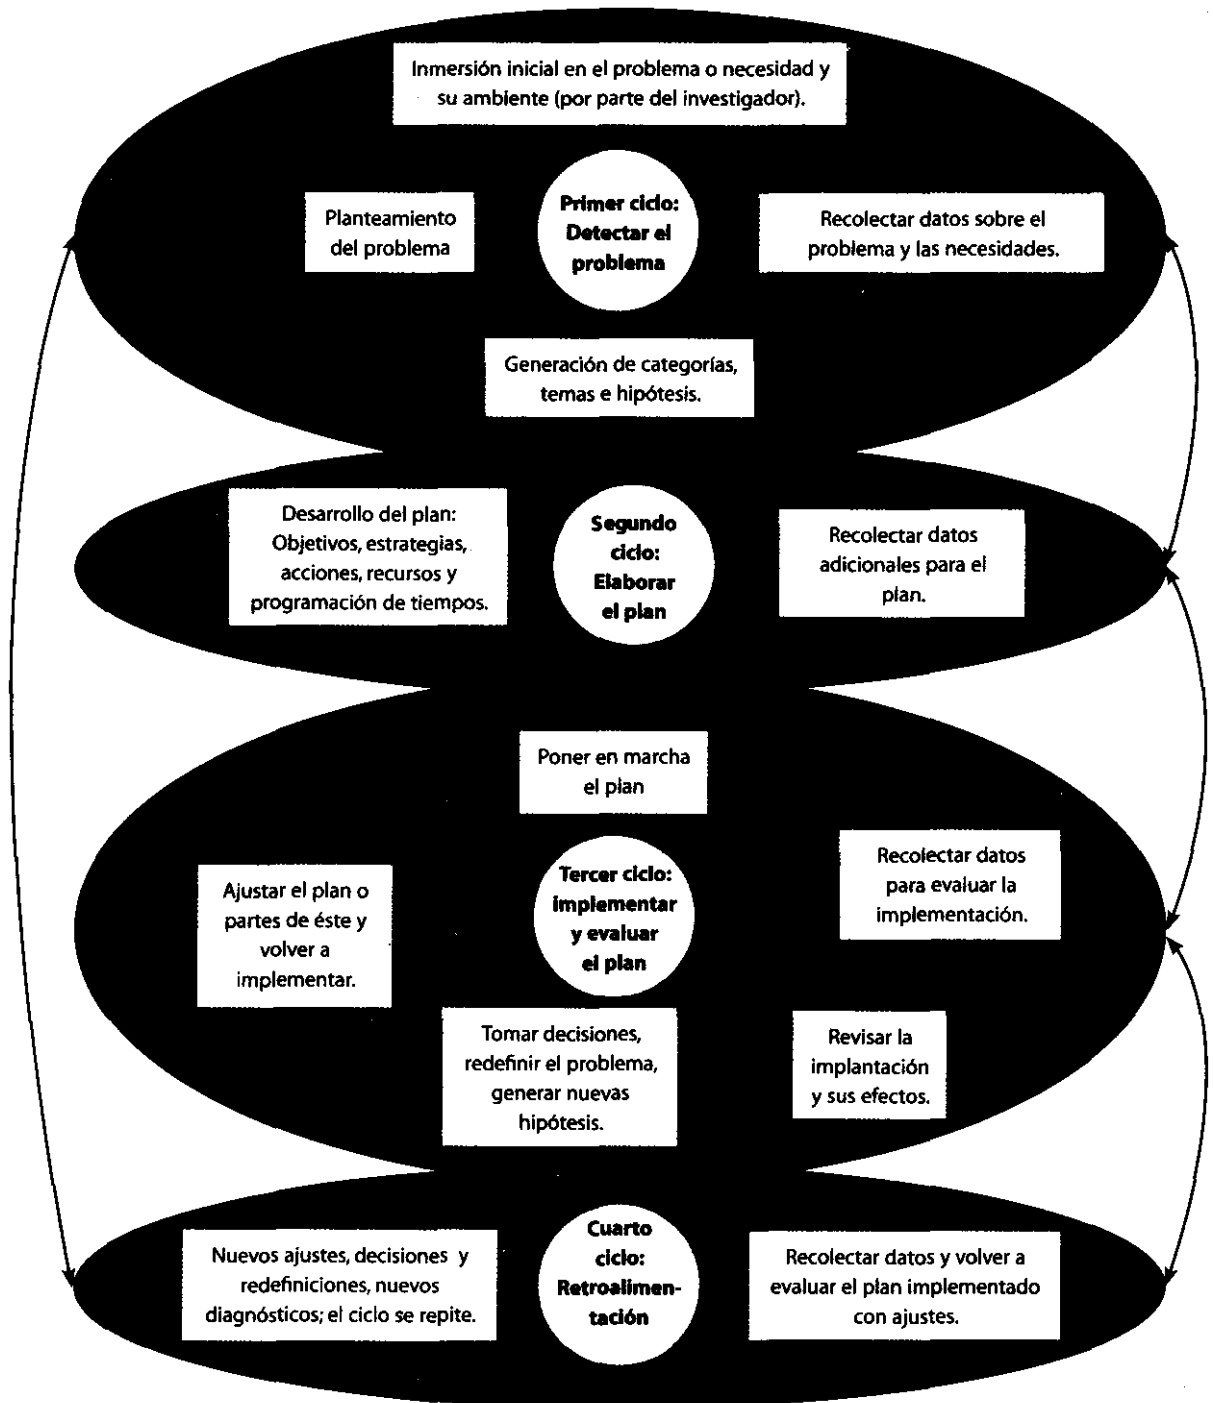 Inmersión inicial en el problema o necesidad y
su ambiente (por parte del investigador).
Planteamiento
del problema
Primer ciclo:
Detectar el
problema
Recolectar datos sobre el
problema y las necesidades.
Generación de categorías,
temas e hipótesis.
Desarrollo del plan:
Objetivos, estrategias,
acciones, recursos y
programación de tiempos.
Segundo
ciclo:
Elaborar
el plan
Recolectar datos
adicionales para el
plan.
Poner en marcha
el plan
Ajustar el plan o
partes de éste y
volver a
implementar.
Tercer ciclo:
implementar
y evaluar
el plan
Recolectar datos
para evaluar la
implementación.
Tomar decisiones,
redefinir el problema,
generar nuevas
hipótesis.
Revisar la
implantación
y sus efectos.
Nuevos ajustes, decisiones y
redefiniciones, nuevos
diagnósticos; el ciclo se repite.
Cuarto
ciclo:
Retroalimen-
tación
Recolectar datos y volver a
evaluar el plan implementado
con ajustes.